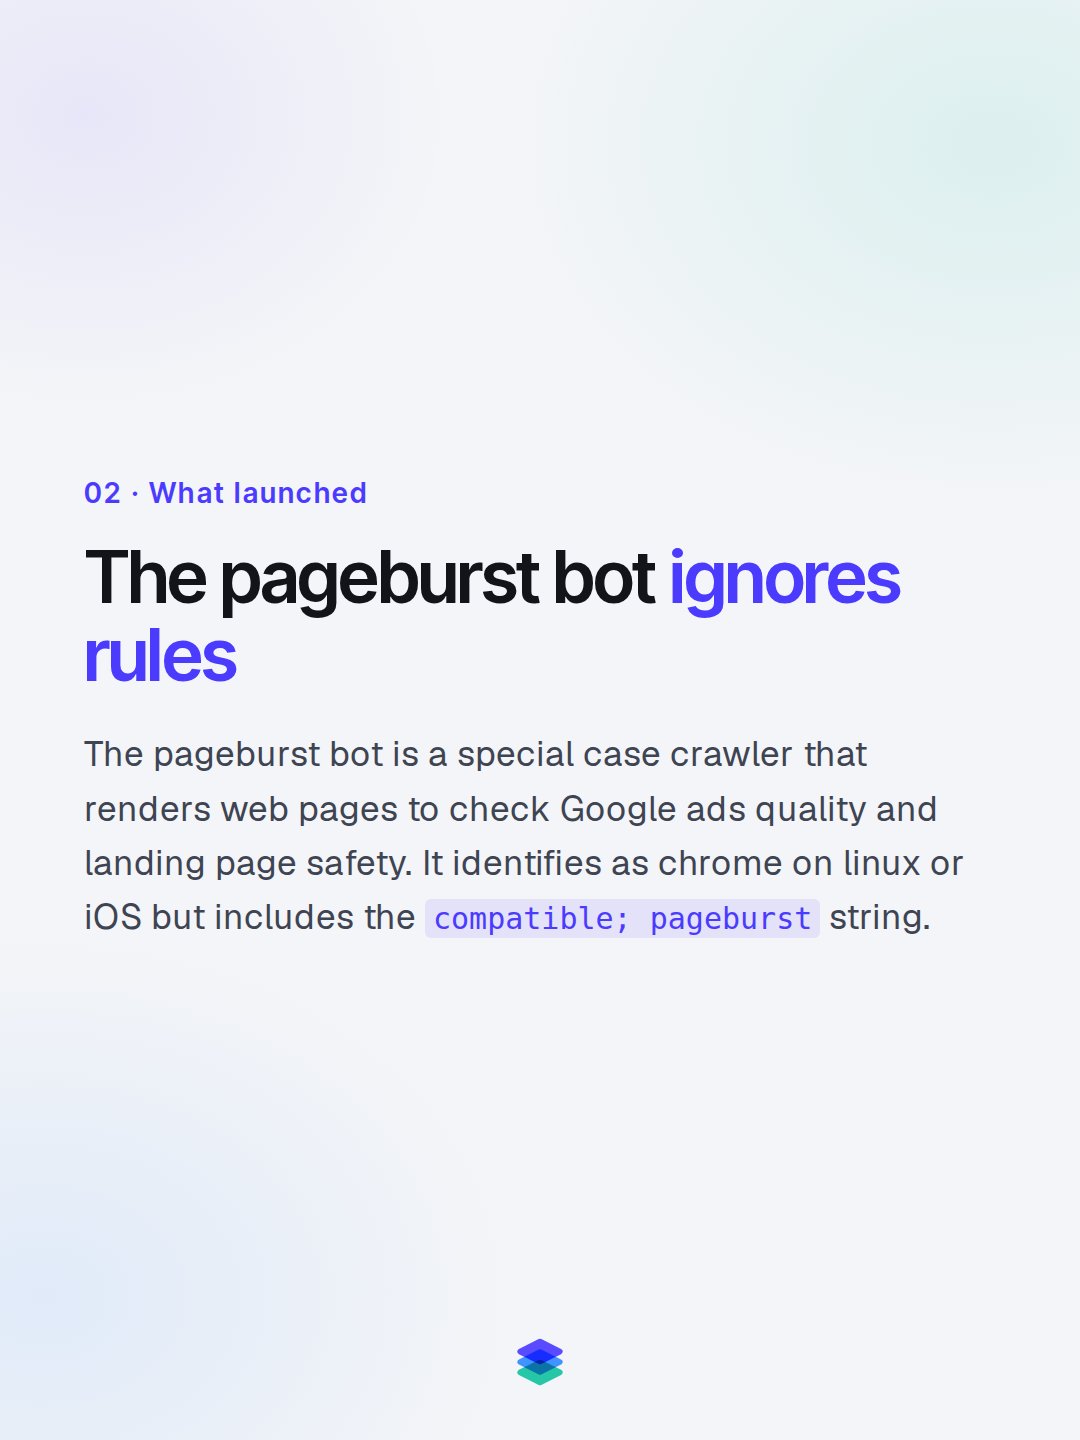 02 · What launched
The pageburst bot ignores
rules
The pageburst bot is a special case crawler that
renders web pages to check Google ads quality and
landing page safety. It identifies as chrome on linux or
iOS but includes the compatible; pageburst string.